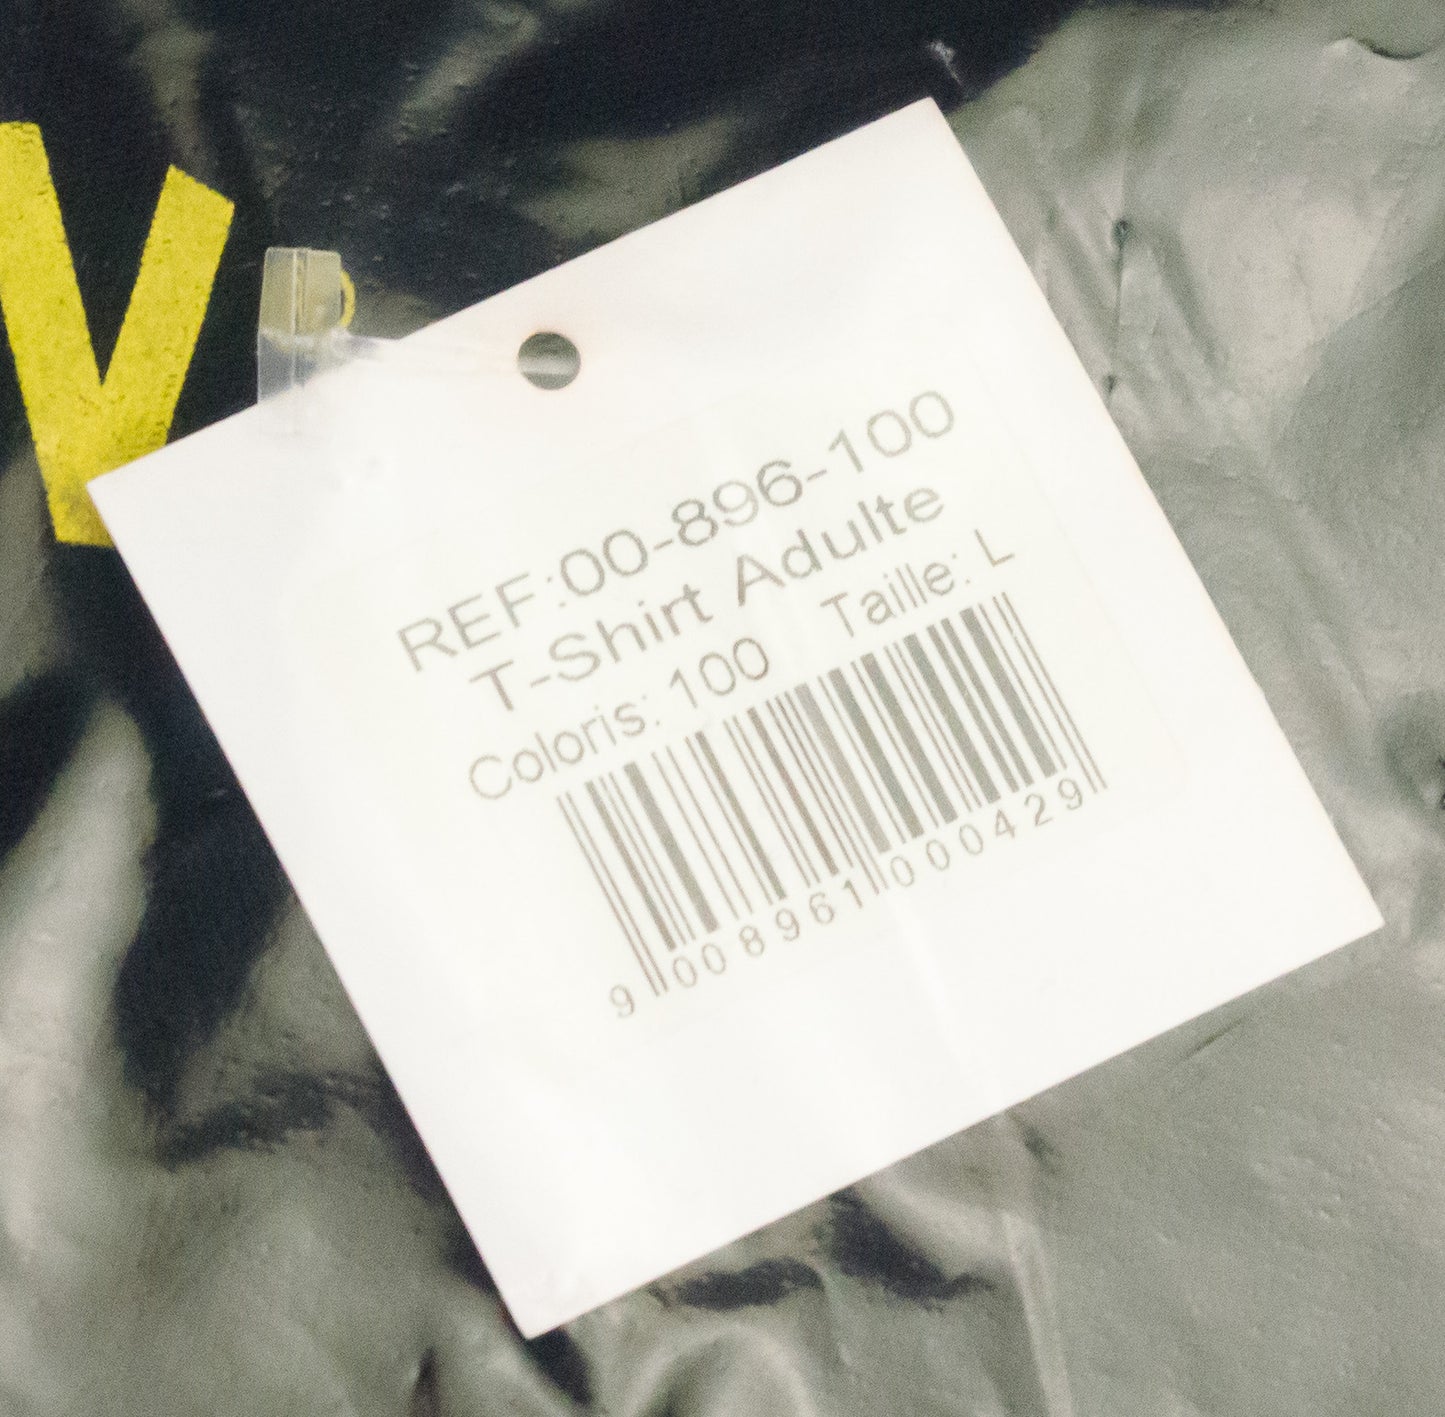 V
REF:00-896-100
T-Shirt Adulte
Coloris: 100 Taille: L
9 008961 000429